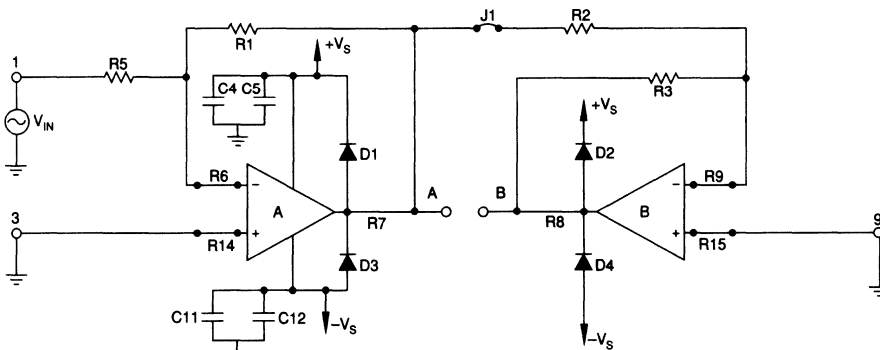 J1
R2
R1
1
R5
+VS
R3
C4 C5
+VS
VIN
D1
D2
R6
−
−
R9
A
A
B
B
3
R7
R8
9
R14
+
+
R15
D3
D4
C11
C12
−VS
−VS